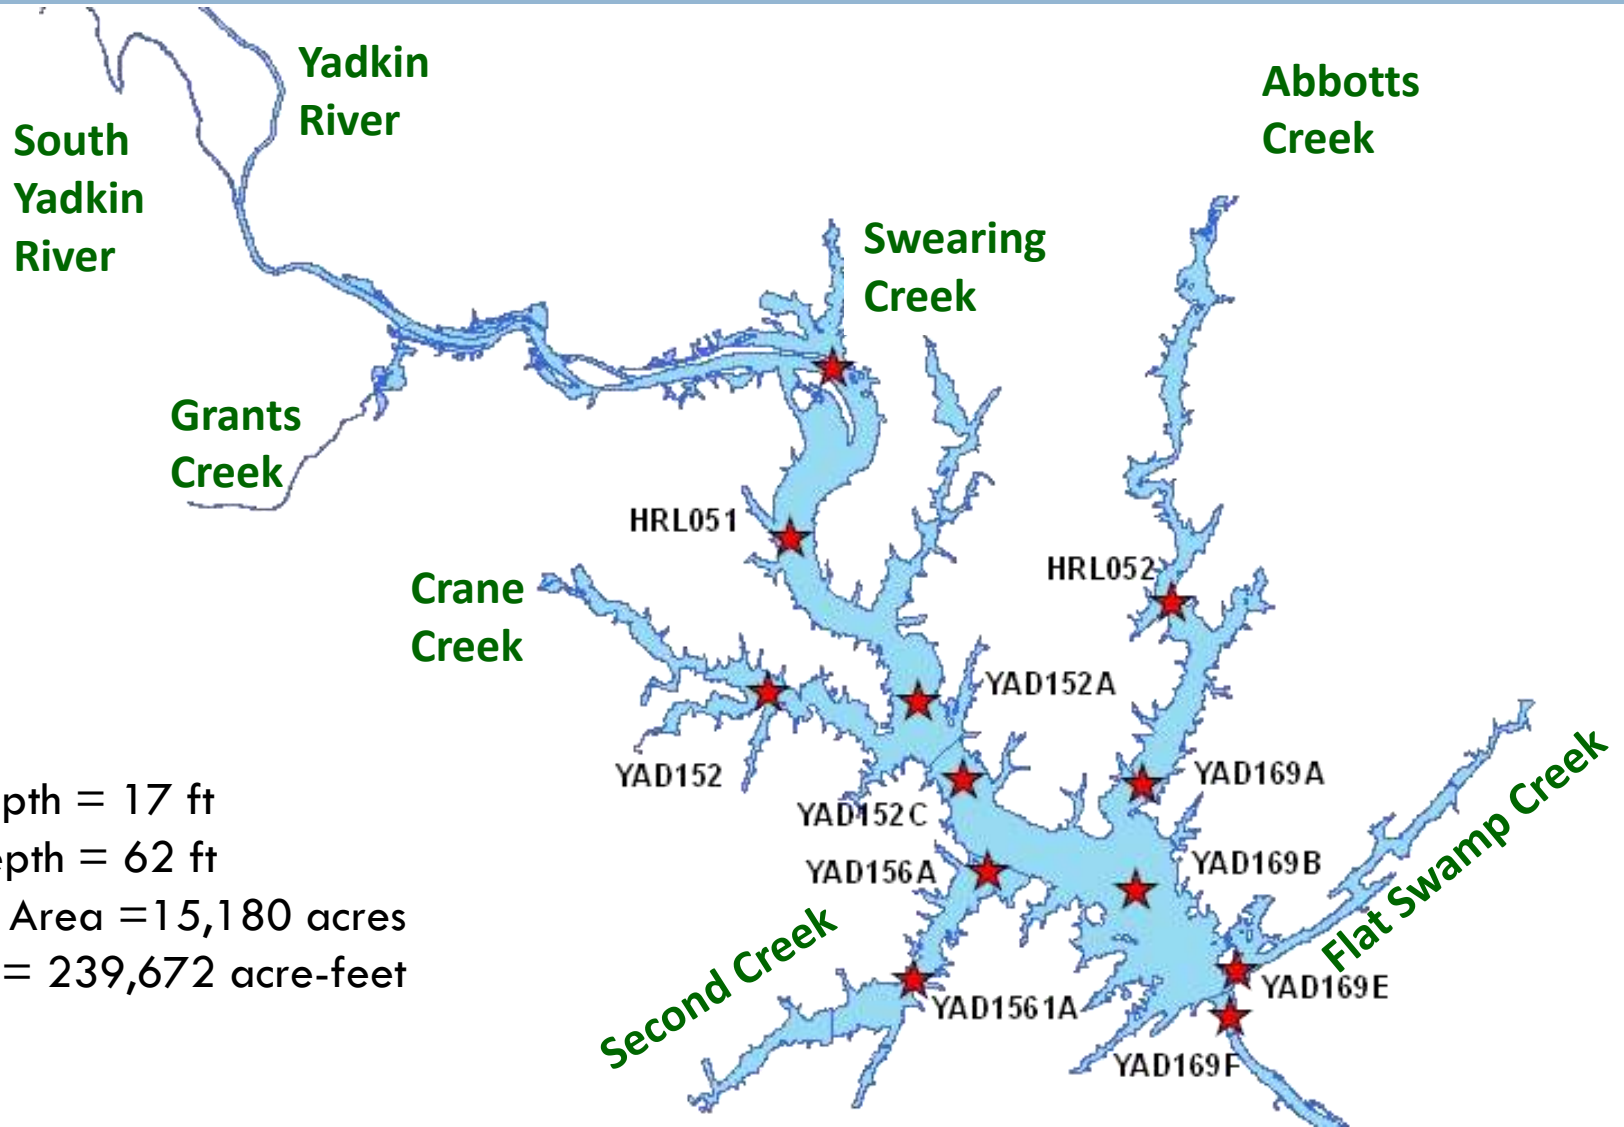 Yadkin
River
Abbotts
Creek
South
Yadkin
River
Swearing
Creek
Grants
Creek
HRL051
HRL052
Crane
Creek
YAD152A
YAD152
YAD169A
YAD152C
YAD156A
YAD169B
Flat Swamp Creek
Second Creek
YAD169E
YAD1561A
YAD169F
pth = 17 ft
epth = 62 ft
Area =15,180 acres
= 239,672 acre-feet